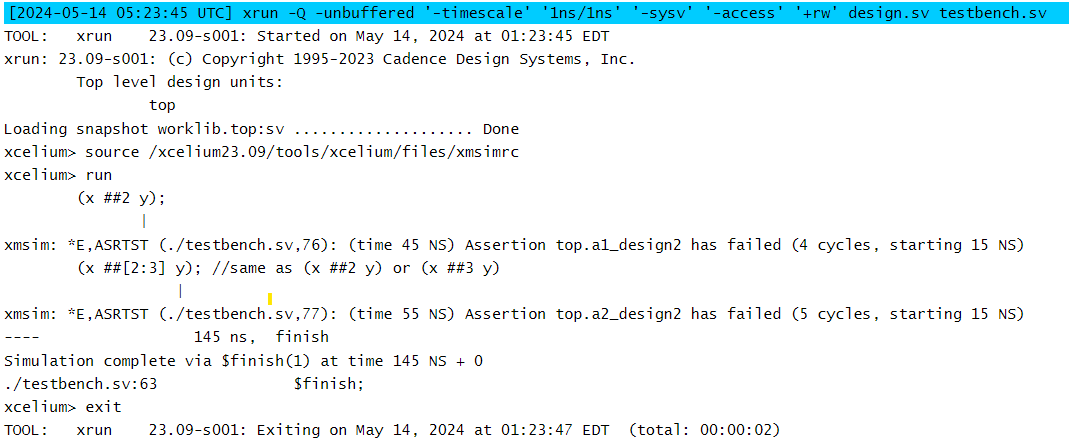 [2024-05-14 05:23:45 UTC] xrun -Q -unbuffered '-timescale' '1ns/1ns' '-sysv' '-access' '+rw' design.sv testbench.sv
TOOL:   xrun    23.09-s001: Started on May 14, 2024 at 01:23:45 EDT
xrun: 23.09-s001: (c) Copyright 1995-2023 Cadence Design Systems, Inc.
        Top level design units:
                top
Loading snapshot worklib.top:sv .................... Done
xcelium> source /xcelium23.09/tools/xcelium/files/xmsimrc
xcelium> run
        (x ##2 y);
               |
xmsim: *E,ASRTST (./testbench.sv,76): (time 45 NS) Assertion top.a1_design2 has failed (4 cycles, starting 15 NS)
        (x ##[2:3] y); //same as (x ##2 y) or (x ##3 y)
                   |
xmsim: *E,ASRTST (./testbench.sv,77): (time 55 NS) Assertion top.a2_design2 has failed (5 cycles, starting 15 NS)
----                 145 ns,  finish
Simulation complete via $finish(1) at time 145 NS + 0
./testbench.sv:63               $finish;
xcelium> exit
TOOL:   xrun    23.09-s001: Exiting on May 14, 2024 at 01:23:47 EDT  (total: 00:00:02)